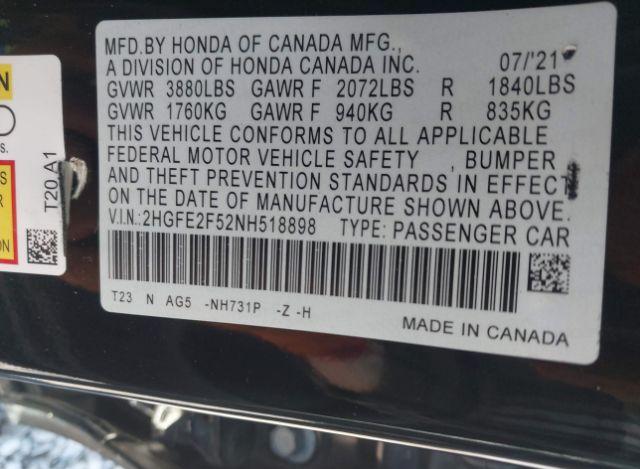 MFD.BY HONDA OF CANADA MFG.,
A DIVISION OF HONDA CANADA INC. 07/'21
GVWR 3880LBS GAWR F 2072LBS R 1840LBS
GVWR 1760KG GAWR F 940KG R 835KG
THIS VEHICLE CONFORMS TO ALL APPLICABLE
FEDERAL MOTOR VEHICLE SAFETY , BUMPER ,
AND THEFT PREVENTION STANDARDS IN EFFECT
ON THE DATE OF MANUFACTURE SHOWN ABOVE.
V.I.N.:2HGFE2F52NH518898 TYPE: PASSENGER CAR
T23 N AG5 -NH731P -Z -H
MADE IN CANADA
T20 A1
N
s.
S
ON